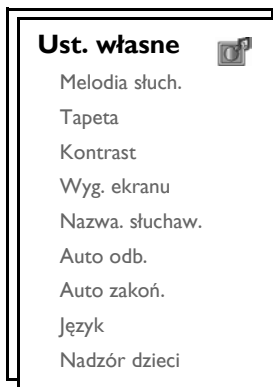 Ust. własne
Melodia słuch.
Tapeta
Kontrast
Wyg. ekranu
Nazwa. słuchaw.
Auto odb.
Auto zakoń.
Język
Nadzór dzieci